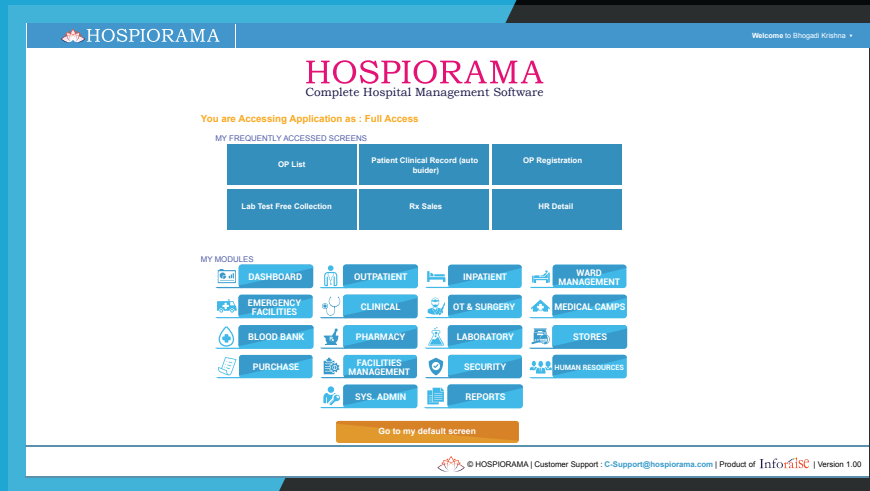 HOSPIORAMA
Welcome to Bhogadi Krishna
HOSPIORAMA
Complete Hospital Management Software
You are Accessing Application as : Full Access
MY FREQUENTLY ACCESSED SCREENS
OP List
Patient Clinical Record (auto
buider)
OP Registration
Lab Test Free Collection
Rx Sales
HR Detail
MY MODULES
DASHBOARD
OUTPATIENT
INPATIENT
WARD
MANAGEMENT
EMERGENCY
FACILITIES
CLINICAL
OT & SURGERY
MEDICAL CAMPS
BLOOD BANK
PHARMACY
LABORATORY
STORES
PURCHASE
FACILITIES
MANAGEMENT
SECURITY
HUMAN RESOURCES
SYS. ADMIN
REPORTS
Go to my default screen
© HOSPIORAMA | Customer Support : C-Support@hospiorama.com | Product of Inforaise | Version 1.00